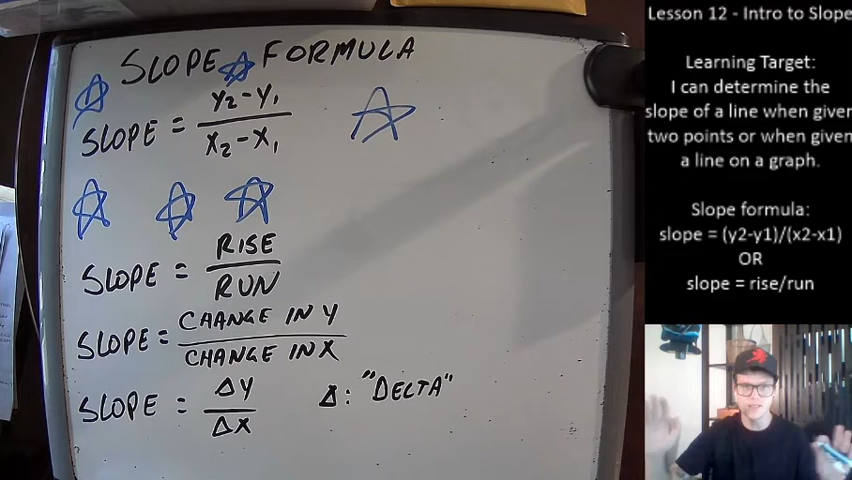 SLOPE FORMULA
SLOPE = Y2-Y1
X2-X1
SLOPE = RISE
RUN
SLOPE = CHANGE IN Y
CHANGE IN X
SLOPE = ΔY
ΔX
Δ: "DELTA"
Lesson 12 - Intro to Slope
Learning Target:
I can determine the
slope of a line when given
two points or when given
a line on a graph.
Slope formula:
slope = (y2-y1)/(x2-x1)
OR
slope = rise/run